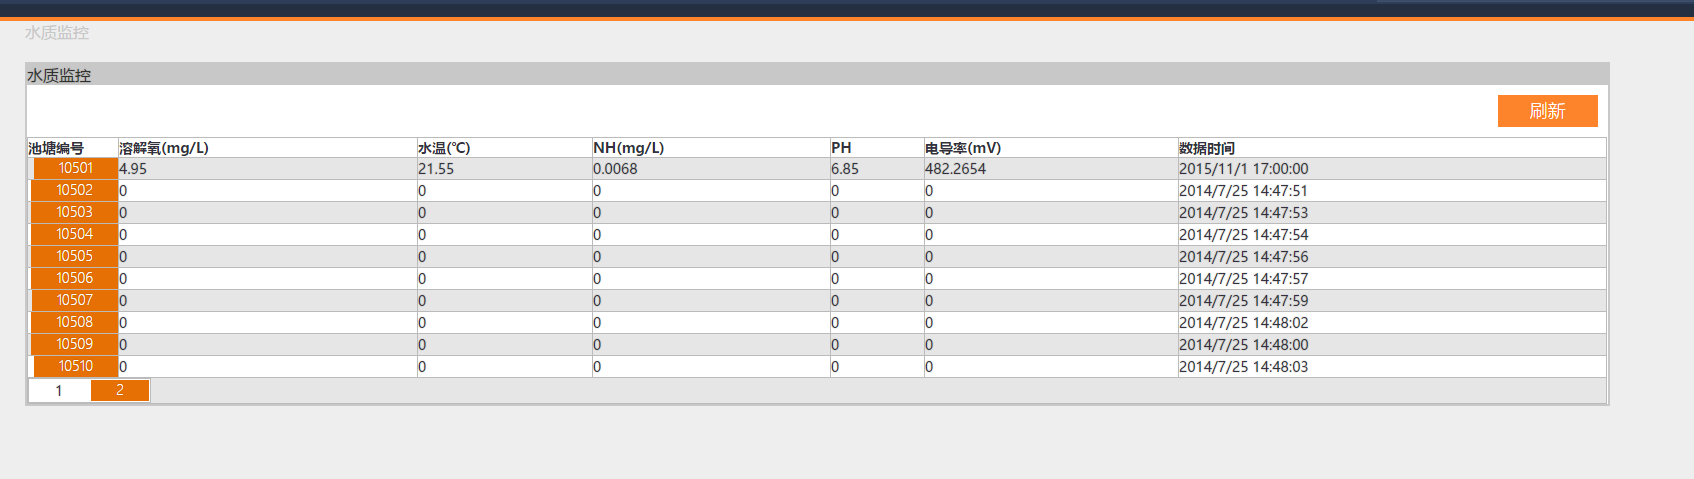 水质监控
水质监控
刷新
池塘编号 溶解氧(mg/L) 水温(℃) NH(mg/L) PH 电导率(mV) 数据时间
10501 4.95 21.55 0.0068 6.85 482.2654 2015/11/1 17:00:00
10502 0 0 0 0 0 2014/7/25 14:47:51
10503 0 0 0 0 0 2014/7/25 14:47:53
10504 0 0 0 0 0 2014/7/25 14:47:54
10505 0 0 0 0 0 2014/7/25 14:47:56
10506 0 0 0 0 0 2014/7/25 14:47:57
10507 0 0 0 0 0 2014/7/25 14:47:59
10508 0 0 0 0 0 2014/7/25 14:48:02
10509 0 0 0 0 0 2014/7/25 14:48:00
10510 0 0 0 0 0 2014/7/25 14:48:03
1 2